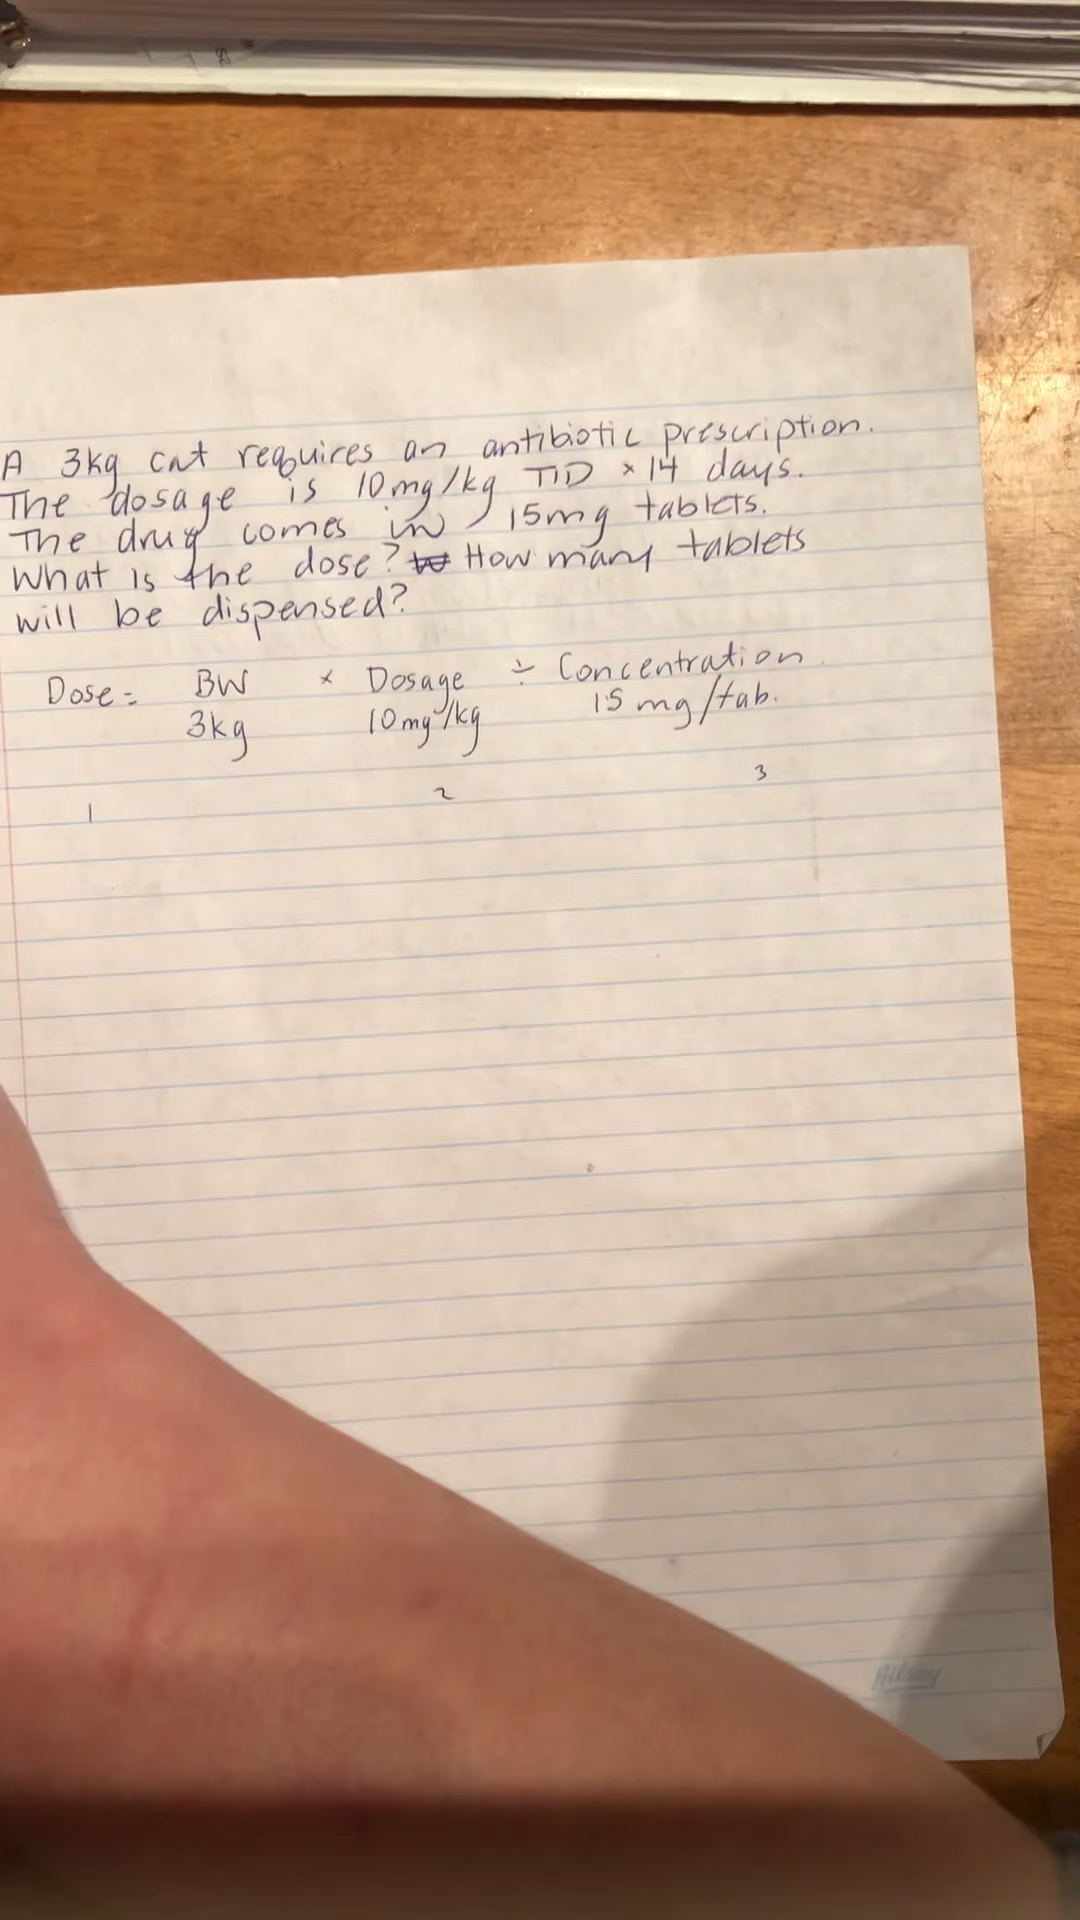 A 3kg cat requires an antibiotic prescription.
The dosage is 10mg/kg TID × 14 days.
The drug comes in 15mg tablets.
What is the dose? How many tablets
will be dispensed?
Dose = BW × Dosage ÷ Concentration
3kg 10mg/kg 15mg/tab.
1 2 3
Hilroy